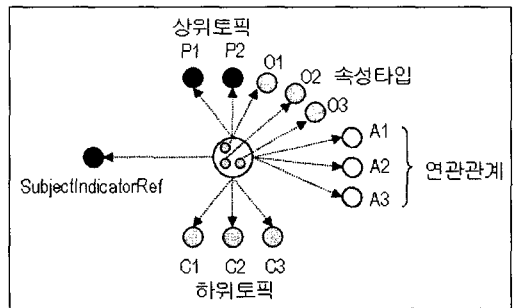 상위토픽
P1 P2 O1
O2 속성타입
O3
A1
A2 연관관계
A3
SubjectIndicatorRef
C1 C2 C3
하위토픽